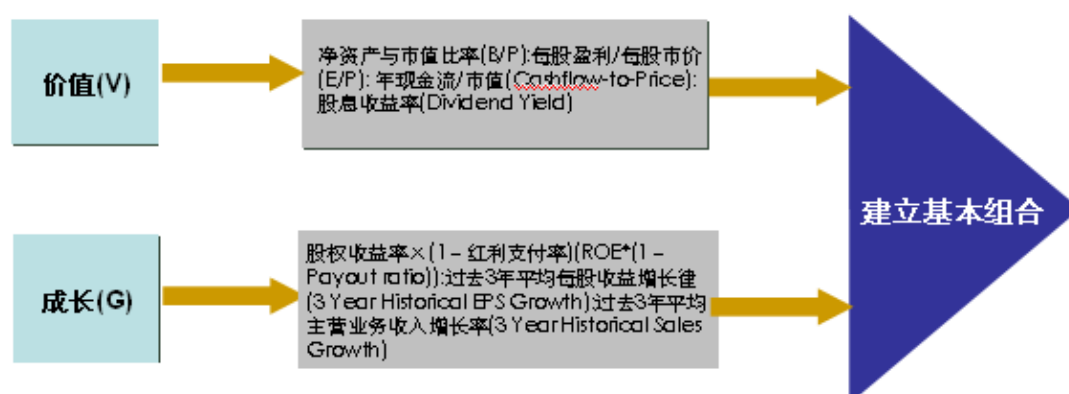 价值(V)
净资产与市值比率(B/P):每股盈利/每股市价
(E/P): 年现金流/市值(Cashflow-to-Price):
股息收益率(Dividend Yield)
建立基本组合
成长(G)
股权收益率×(1 – 红利支付率)(ROE*(1 –
Payout ratio)):过去3年平均每股收益增长律
(3 Year Historical EPS Growth):过去3年平均
主营业务收入增长率(3 Year Historical Sales
Growth)